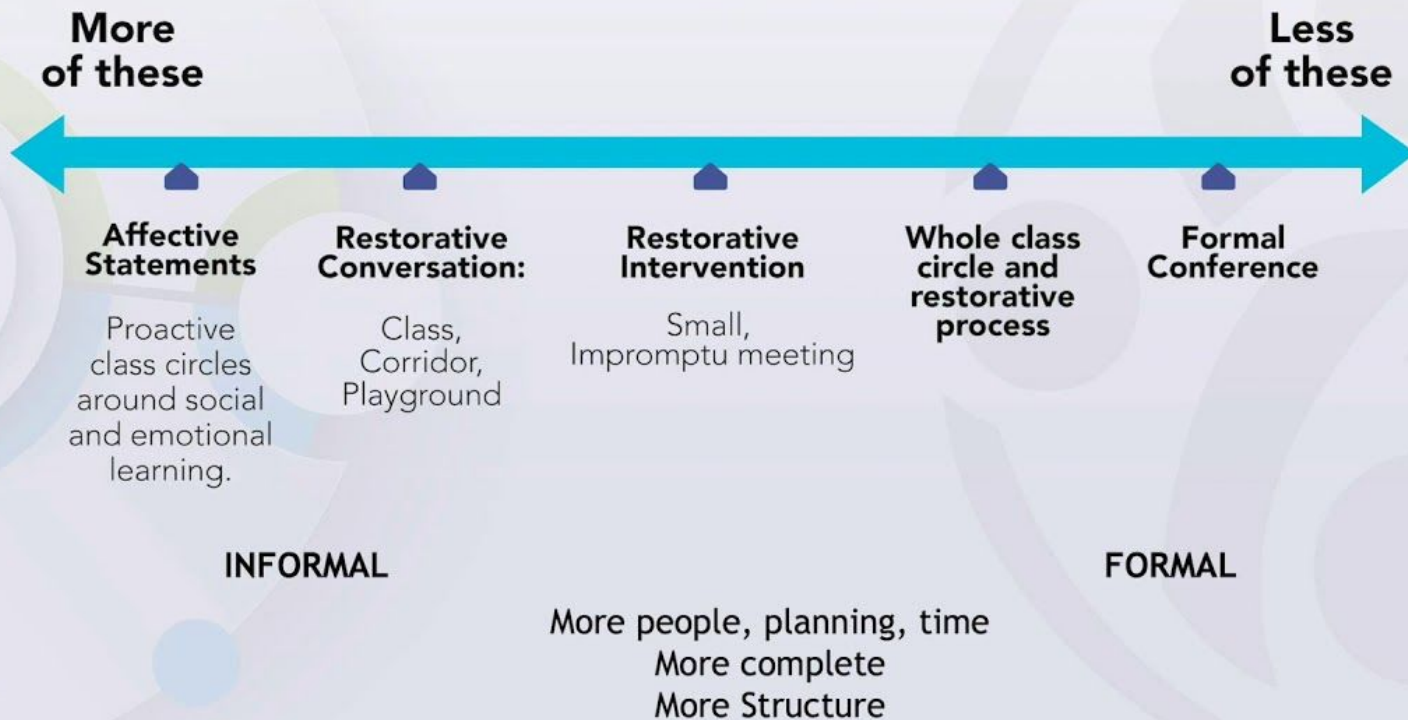 More
of these
Less
of these
Affective
Statements
Proactive
class circles
around social
and emotional
learning.
Restorative
Conversation:
Class,
Corridor,
Playground
Restorative
Intervention
Small,
Impromptu meeting
Whole class
circle and
restorative
process
Formal
Conference
INFORMAL
FORMAL
More people, planning, time
More complete
More Structure